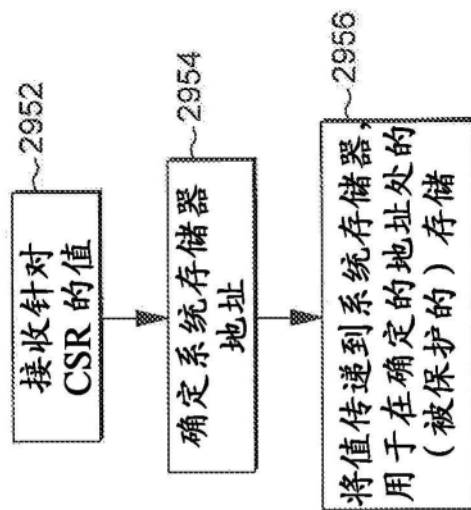 2952
接收针对
CSR 的值
2954
确定系统存储器
地址
2956
将值传递到系统存储器，
用于在确定的地址处的
（被保护的）存储